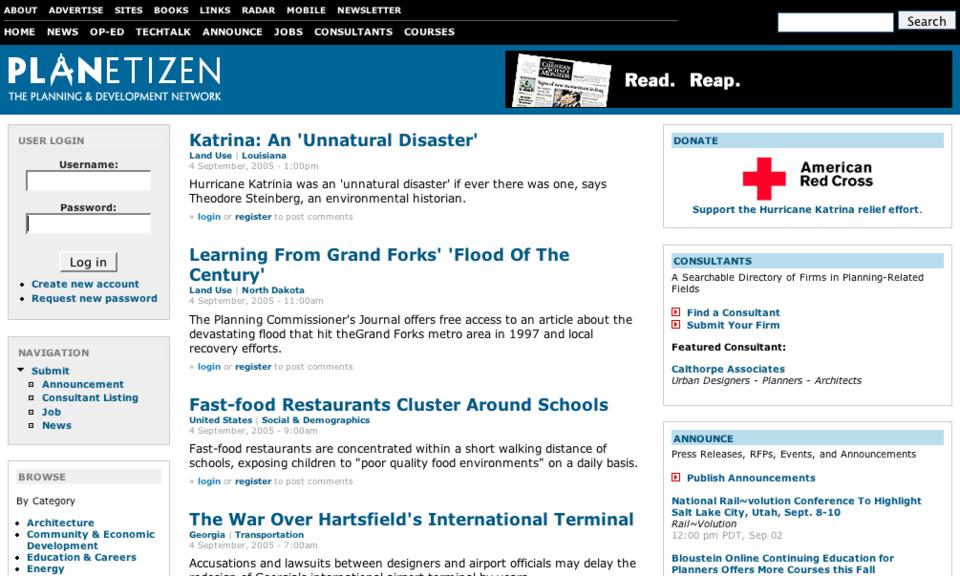 ABOUT ADVERTISE SITES BOOKS LINKS RADAR MOBILE NEWSLETTER
HOME NEWS OP-ED TECHTALK ANNOUNCE JOBS CONSULTANTS COURSES
Search
PLANETIZEN
THE PLANNING & DEVELOPMENT NETWORK
Read. Reap.
USER LOGIN
Username:
Password:
Log in
Create new account
Request new password
NAVIGATION
Submit
Announcement
Consultant Listing
Job
News
BROWSE
By Category
Architecture
Community & Economic
Development
Education & Careers
Energy
Katrina: An 'Unnatural Disaster'
Land Use | Louisiana
4 September, 2005 - 1:00pm
Hurricane Katrinia was an 'unnatural disaster' if ever there was one, says
Theodore Steinberg, an environmental historian.
» login or register to post comments
Learning From Grand Forks' 'Flood Of The
Century'
Land Use | North Dakota
4 September, 2005 - 11:00am
The Planning Commissioner's Journal offers free access to an article about the
devastating flood that hit theGrand Forks metro area in 1997 and local
recovery efforts.
» login or register to post comments
Fast-food Restaurants Cluster Around Schools
United States | Social & Demographics
4 September, 2005 - 9:00am
Fast-food restaurants are concentrated within a short walking distance of
schools, exposing children to "poor quality food environments" on a daily basis.
» login or register to post comments
The War Over Hartsfield's International Terminal
Georgia | Transportation
4 September, 2005 - 7:00am
Accusations and lawsuits between designers and airport officials may delay the
redesign of Georgia's international airport terminal by years.
DONATE
American
Red Cross
Support the Hurricane Katrina relief effort.
CONSULTANTS
A Searchable Directory of Firms in Planning-Related
Fields
Find a Consultant
Submit Your Firm
Featured Consultant:
Calthorpe Associates
Urban Designers - Planners - Architects
ANNOUNCE
Press Releases, RFPs, Events, and Announcements
Publish Announcements
National Rail~volution Conference To Highlight
Salt Lake City, Utah, Sept. 8-10
Rail~Volution
12:00 pm PDT, Sep 02
Bloustein Online Continuing Education for
Planners Offers More Courses this Fall